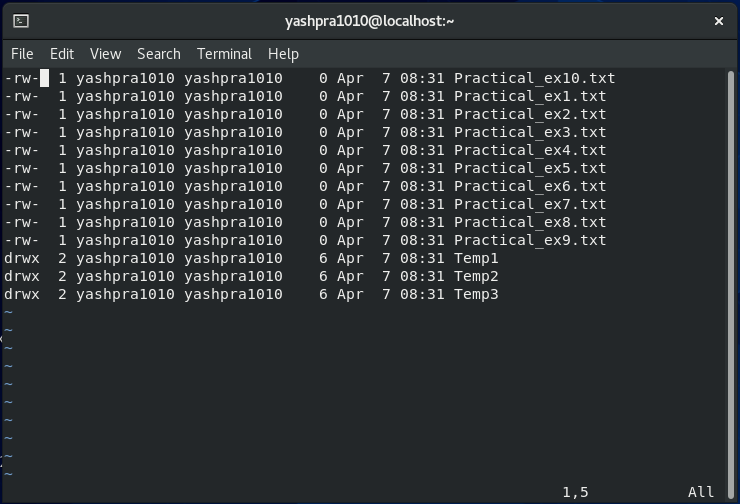 yashpra1010@localhost:~
File Edit View Search Terminal Help
-rw-  1 yashpra1010 yashpra1010    0 Apr  7 08:31 Practical_ex10.txt
-rw-  1 yashpra1010 yashpra1010    0 Apr  7 08:31 Practical_ex1.txt
-rw-  1 yashpra1010 yashpra1010    0 Apr  7 08:31 Practical_ex2.txt
-rw-  1 yashpra1010 yashpra1010    0 Apr  7 08:31 Practical_ex3.txt
-rw-  1 yashpra1010 yashpra1010    0 Apr  7 08:31 Practical_ex4.txt
-rw-  1 yashpra1010 yashpra1010    0 Apr  7 08:31 Practical_ex5.txt
-rw-  1 yashpra1010 yashpra1010    0 Apr  7 08:31 Practical_ex6.txt
-rw-  1 yashpra1010 yashpra1010    0 Apr  7 08:31 Practical_ex7.txt
-rw-  1 yashpra1010 yashpra1010    0 Apr  7 08:31 Practical_ex8.txt
-rw-  1 yashpra1010 yashpra1010    0 Apr  7 08:31 Practical_ex9.txt
drwx  2 yashpra1010 yashpra1010    6 Apr  7 08:31 Temp1
drwx  2 yashpra1010 yashpra1010    6 Apr  7 08:31 Temp2
drwx  2 yashpra1010 yashpra1010    6 Apr  7 08:31 Temp3
~
~
~
~
~
~
~
~
~
~
1,5 All